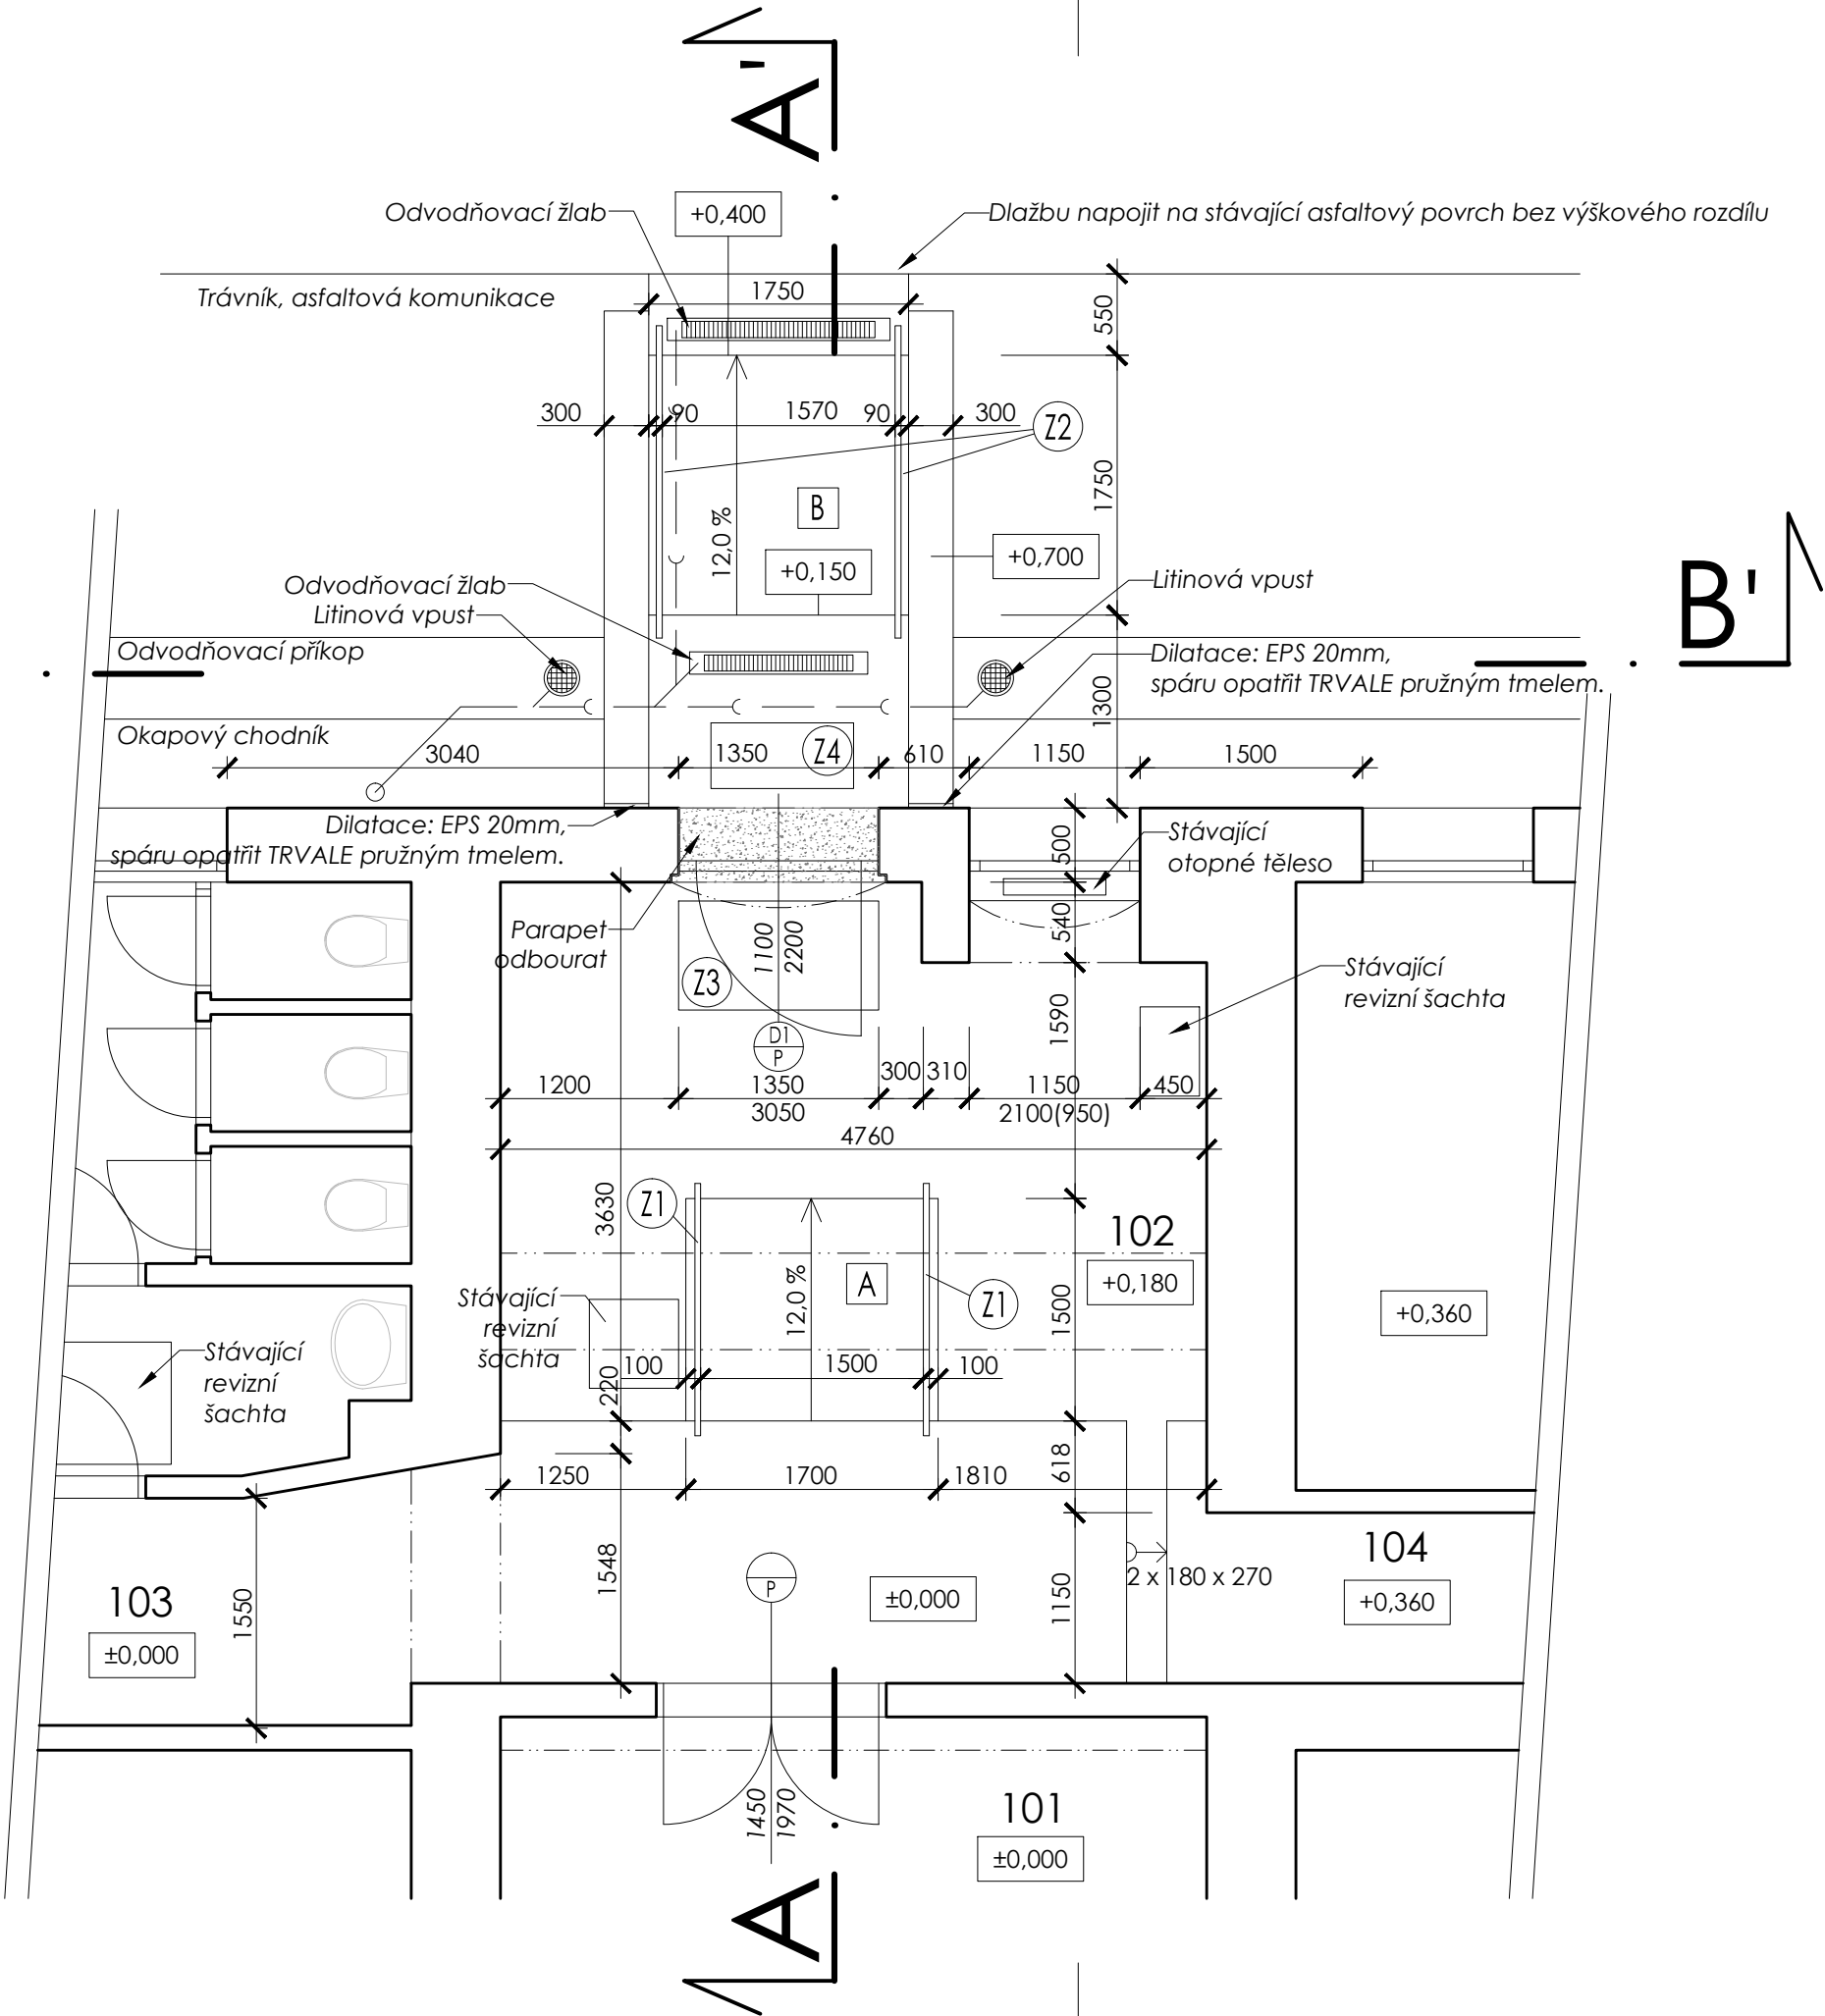 A'
Odvodňovací žlab
+0,400
Dlažbu napojit na stávající asfaltový povrch bez výškového rozdílu
Trávník, asfaltová komunikace
1750
550
300
90
1570
90
300
Z2
1750
B
12,0 %
+0,150
+0,700
B'
Odvodňovací žlab
Litinová vpust
Litinová vpust
Odvodňovací příkop
Dilatace: EPS 20mm,
spáru opatřit TRVALE pružným tmelem.
1300
Okapový chodník
3040
1350
Z4
610
1150
1500
Dilatace: EPS 20mm,
spáru opatřit TRVALE pružným tmelem.
500
Stávající
otopné těleso
Parapet
odbourat
1100
2200
540
Z3
Stávající
revizní šachta
1590
D1
P
1200
1350
3050
300
310
1150
2100(950)
450
4760
3630
Z1
102
+0,180
A
12,0 %
Z1
1500
+0,360
Stávající
revizní
šachta
Stávající
revizní
šachta
100
1500
100
220
1250
1700
1810
618
1548
P
±0,000
1150
2 x 180 x 270
104
+0,360
103
±0,000
1550
1450
1970
101
±0,000
A